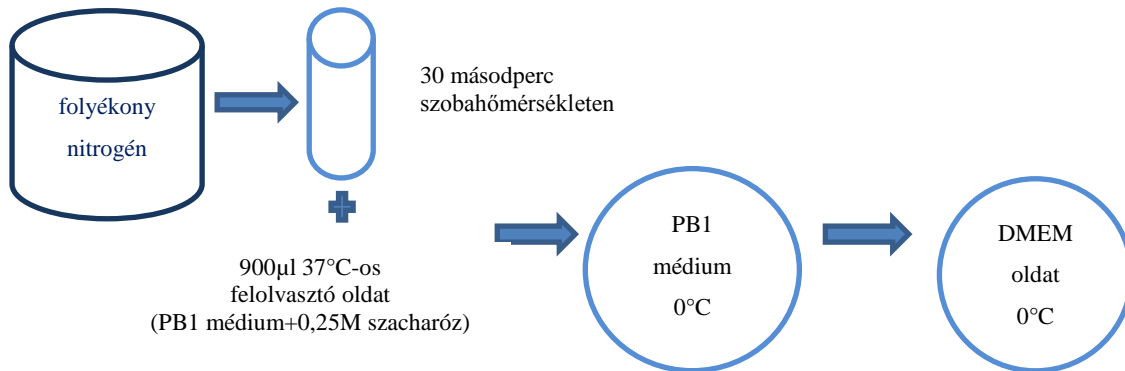 folyékony
nitrogén
30 másodperc
szobahőmérsékleten
900µl 37°C-os
felolvasztó oldat
(PB1 médium+0,25M szacharóz)
PB1
médium
0°C
DMEM
oldat
0°C